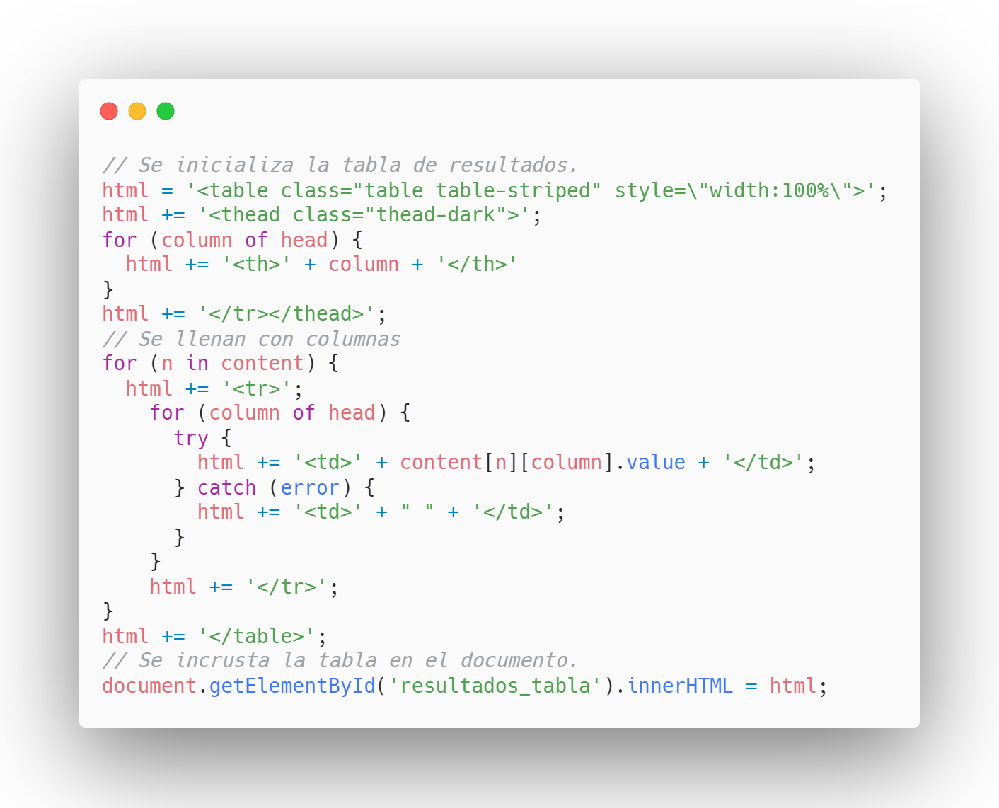 // Se inicializa la tabla de resultados.
html = '<table class="table table-striped" style=\"width:100%\">';
html += '<thead class="thead-dark">';
for (column of head) {
  html += '<th>' + column + '</th>'
}
html += '</tr></thead>';
// Se llenan con columnas
for (n in content) {
  html += '<tr>';
    for (column of head) {
      try {
        html += '<td>' + content[n][column].value + '</td>';
      } catch (error) {
        html += '<td>' + " " + '</td>';
      }
    }
    html += '</tr>';
}
html += '</table>';
// Se incrusta la tabla en el documento.
document.getElementById('resultados_tabla').innerHTML = html;